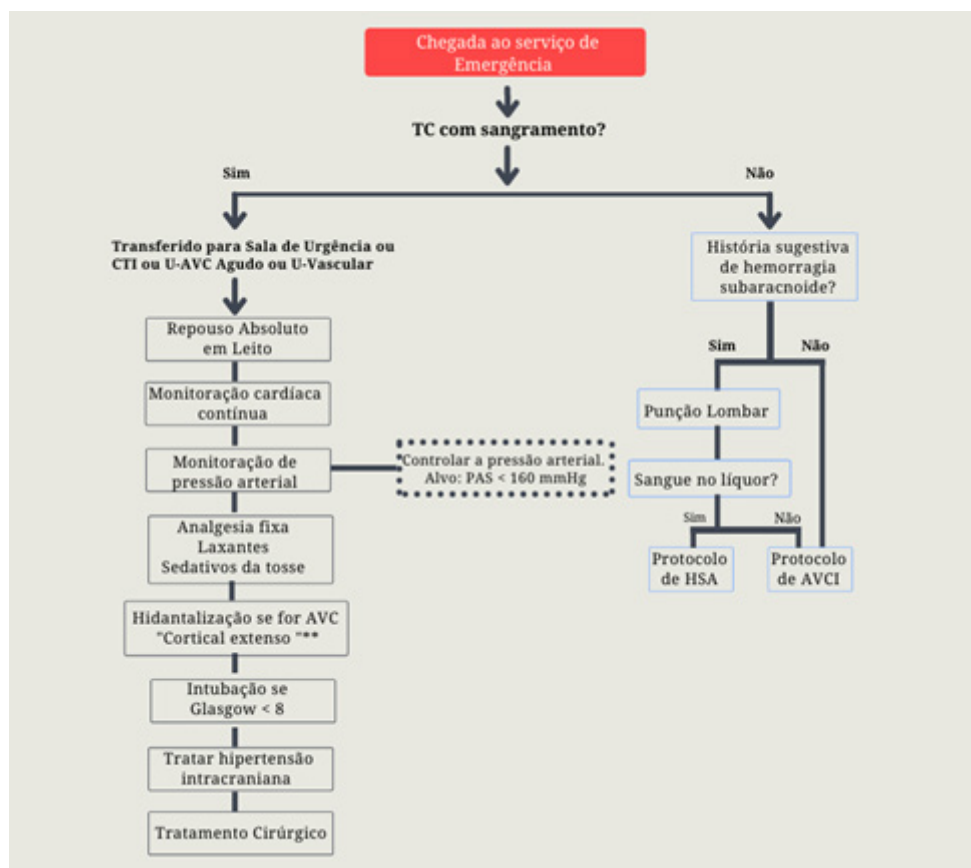 Chegada ao serviço de
Emergência
TC com sangramento?
Sim
Não
Transferido para Sala de Urgência ou
CTI ou U-AVC Agudo ou U-Vascular
Repouso Absoluto
em Leito
Monitoração cardíaca
contínua
Monitoração de
pressão arterial
Controlar a pressão arterial.
Alvo: PAS < 160 mmHg
Analgesia fixa
Laxantes
Sedativos da tosse
Hidantalização se for AVC
"Cortical extenso "**
Intubação se
Glasgow < 8
Tratar hipertensão
intracraniana
Tratamento Cirúrgico
História sugestiva
de hemorragia
subaracnoide?
Sim
Não
Punção Lombar
Sangue no líquor?
Sim
Não
Protocolo
de HSA
Protocolo
de AVCI